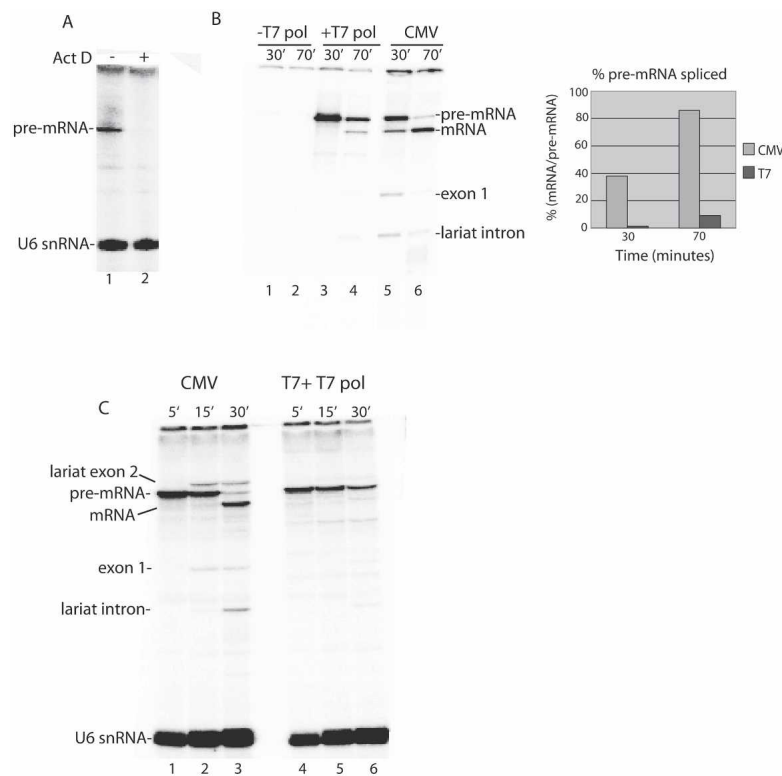 A
Act D - +
pre-mRNA-
U6 snRNA-
1 2
B
-T7 pol +T7 pol CMV
30′ 70′ 30′ 70′ 30′ 70′
-pre-mRNA
-mRNA
-exon 1
-lariat intron
1 2 3 4 5 6
% pre-mRNA spliced
% (mRNA/pre-mRNA)
100
80
60
40
20
0
30 70
Time (minutes)
CMV
T7
C
CMV T7+ T7 pol
5′ 15′ 30′ 5′ 15′ 30′
lariat exon 2
pre-mRNA-
mRNA
exon 1-
lariat intron-
U6 snRNA-
1 2 3 4 5 6